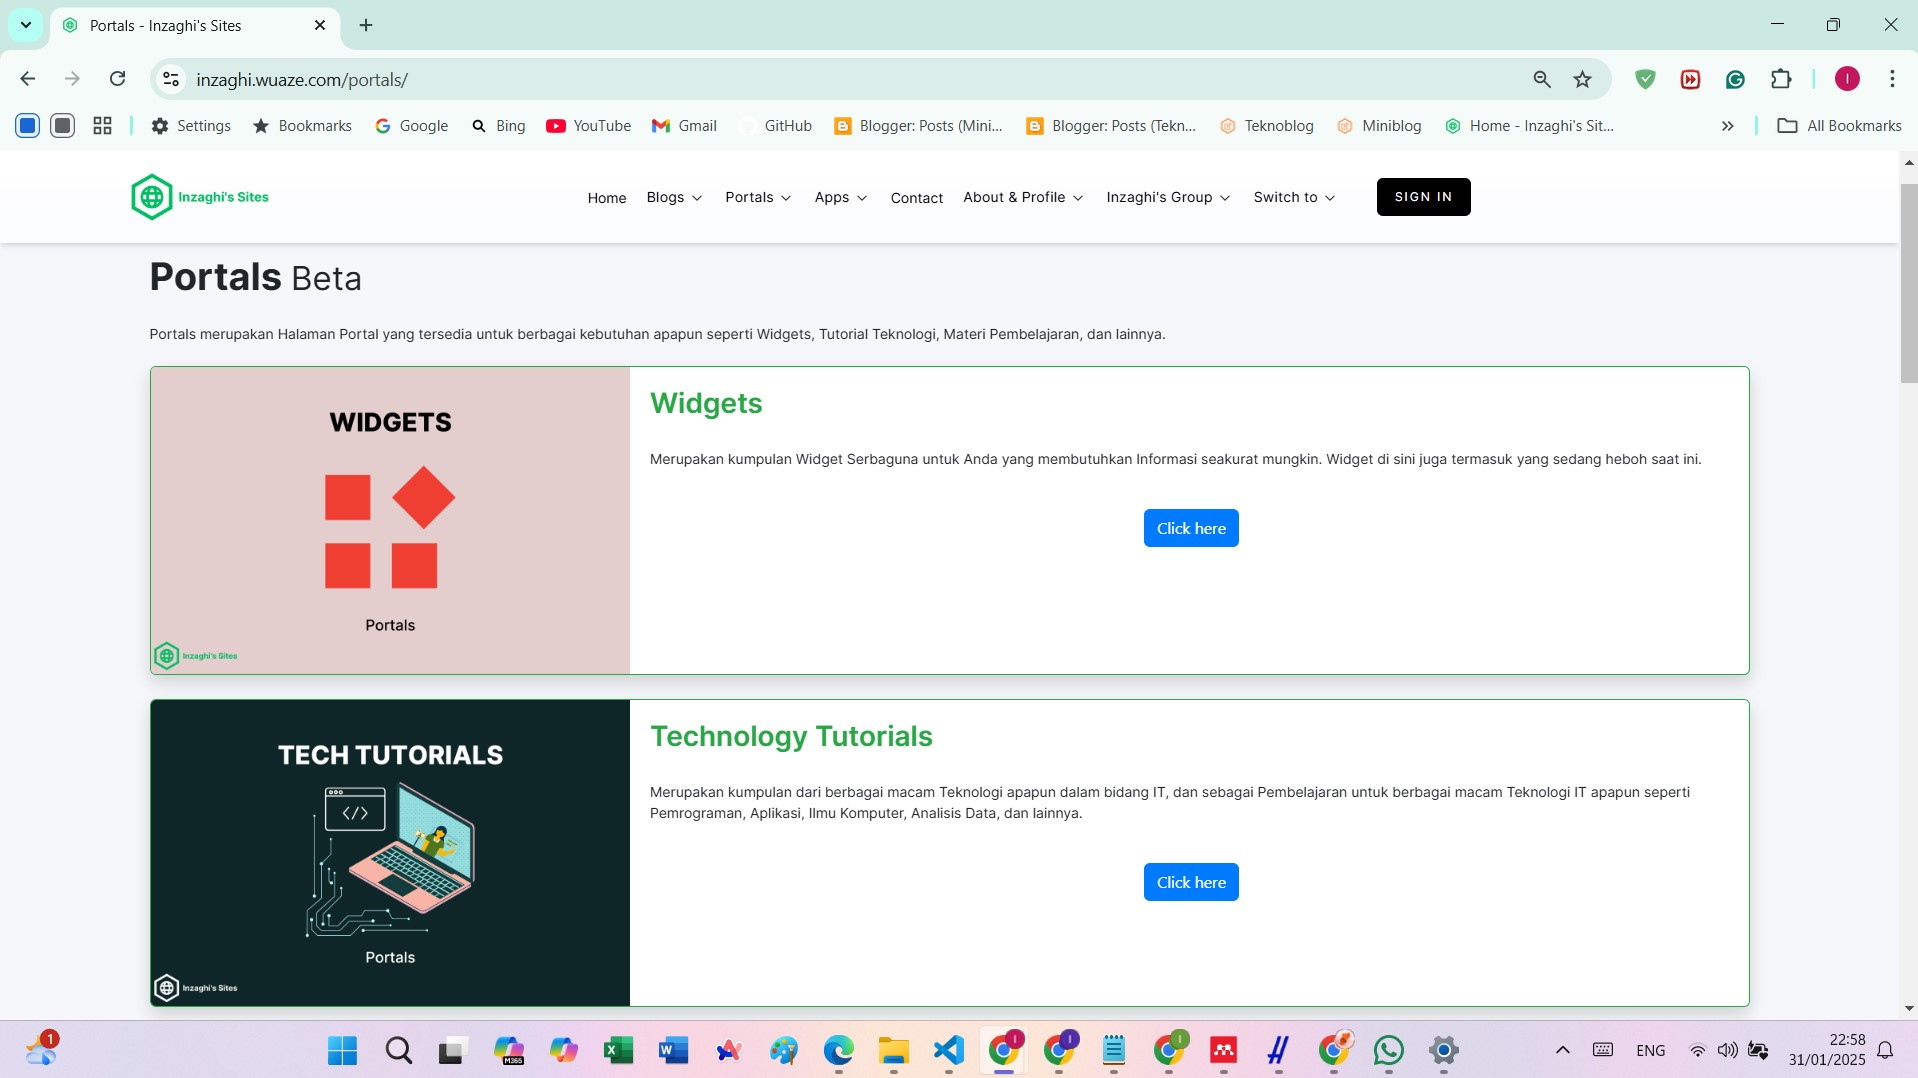 Portals - Inzaghi's Sites
inzaghi.wuaze.com/portals/
I
Settings
Bookmarks
Google
Bing
YouTube
Gmail
GitHub
Blogger: Posts (Mini...
Blogger: Posts (Tekn...
Teknoblog
Miniblog
Home - Inzaghi's Sit...
All Bookmarks
Inzaghi's Sites
Home
Blogs
Portals
Apps
Contact
About & Profile
Inzaghi's Group
Switch to
SIGN IN
Portals Beta
Portals merupakan Halaman Portal yang tersedia untuk berbagai kebutuhan apapun seperti Widgets, Tutorial Teknologi, Materi Pembelajaran, dan lainnya.
WIDGETS
Portals
Inzaghi's Sites
Widgets
Merupakan kumpulan Widget Serbaguna untuk Anda yang membutuhkan Informasi seakurat mungkin. Widget di sini juga termasuk yang sedang heboh saat ini.
Click here
TECH TUTORIALS
</>
Portals
Inzaghi's Sites
Technology Tutorials
Merupakan kumpulan dari berbagai macam Teknologi apapun dalam bidang IT, dan sebagai Pembelajaran untuk berbagai macam Teknologi IT apapun seperti
Pemrograman, Aplikasi, Ilmu Komputer, Analisis Data, dan lainnya.
Click here
1
M365
I
I
I
ENG
22:58
31/01/2025